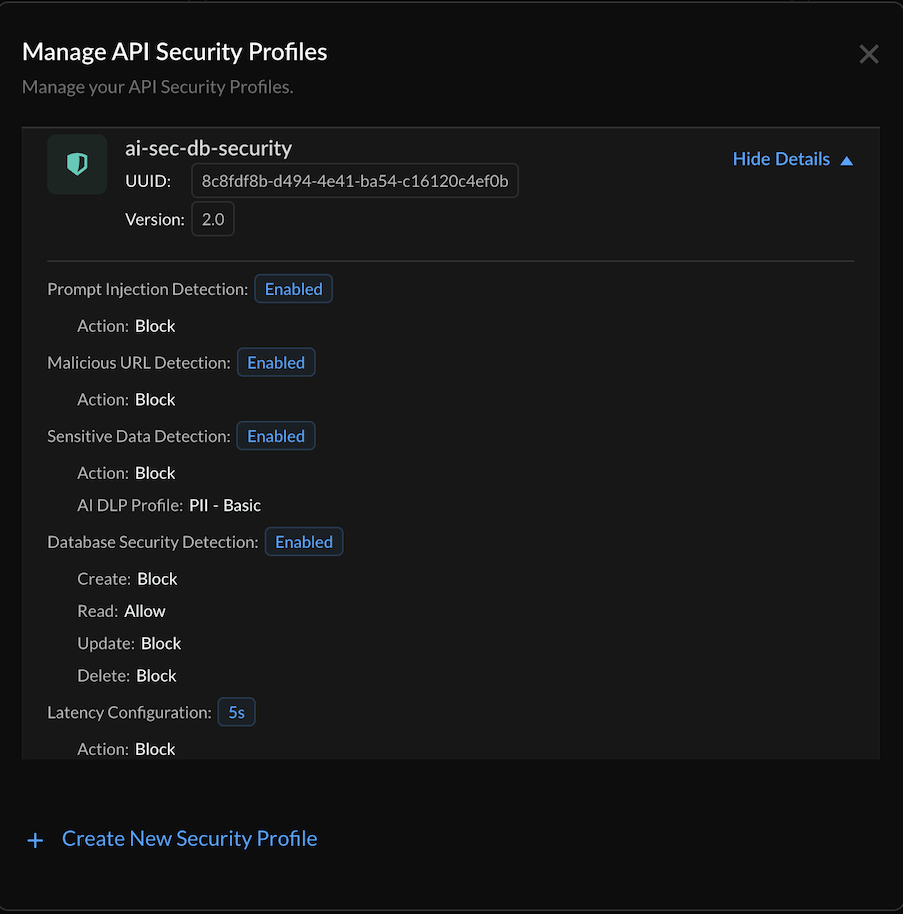 Manage API Security Profiles
Manage your API Security Profiles.
ai-sec-db-security
Hide Details
UUID: 8c8fdf8b-d494-4e41-ba54-c16120c4ef0b
Version: 2.0
Prompt Injection Detection: Enabled
Action: Block
Malicious URL Detection: Enabled
Action: Block
Sensitive Data Detection: Enabled
Action: Block
AI DLP Profile: PII - Basic
Database Security Detection: Enabled
Create: Block
Read: Allow
Update: Block
Delete: Block
Latency Configuration: 5s
Action: Block
+ Create New Security Profile